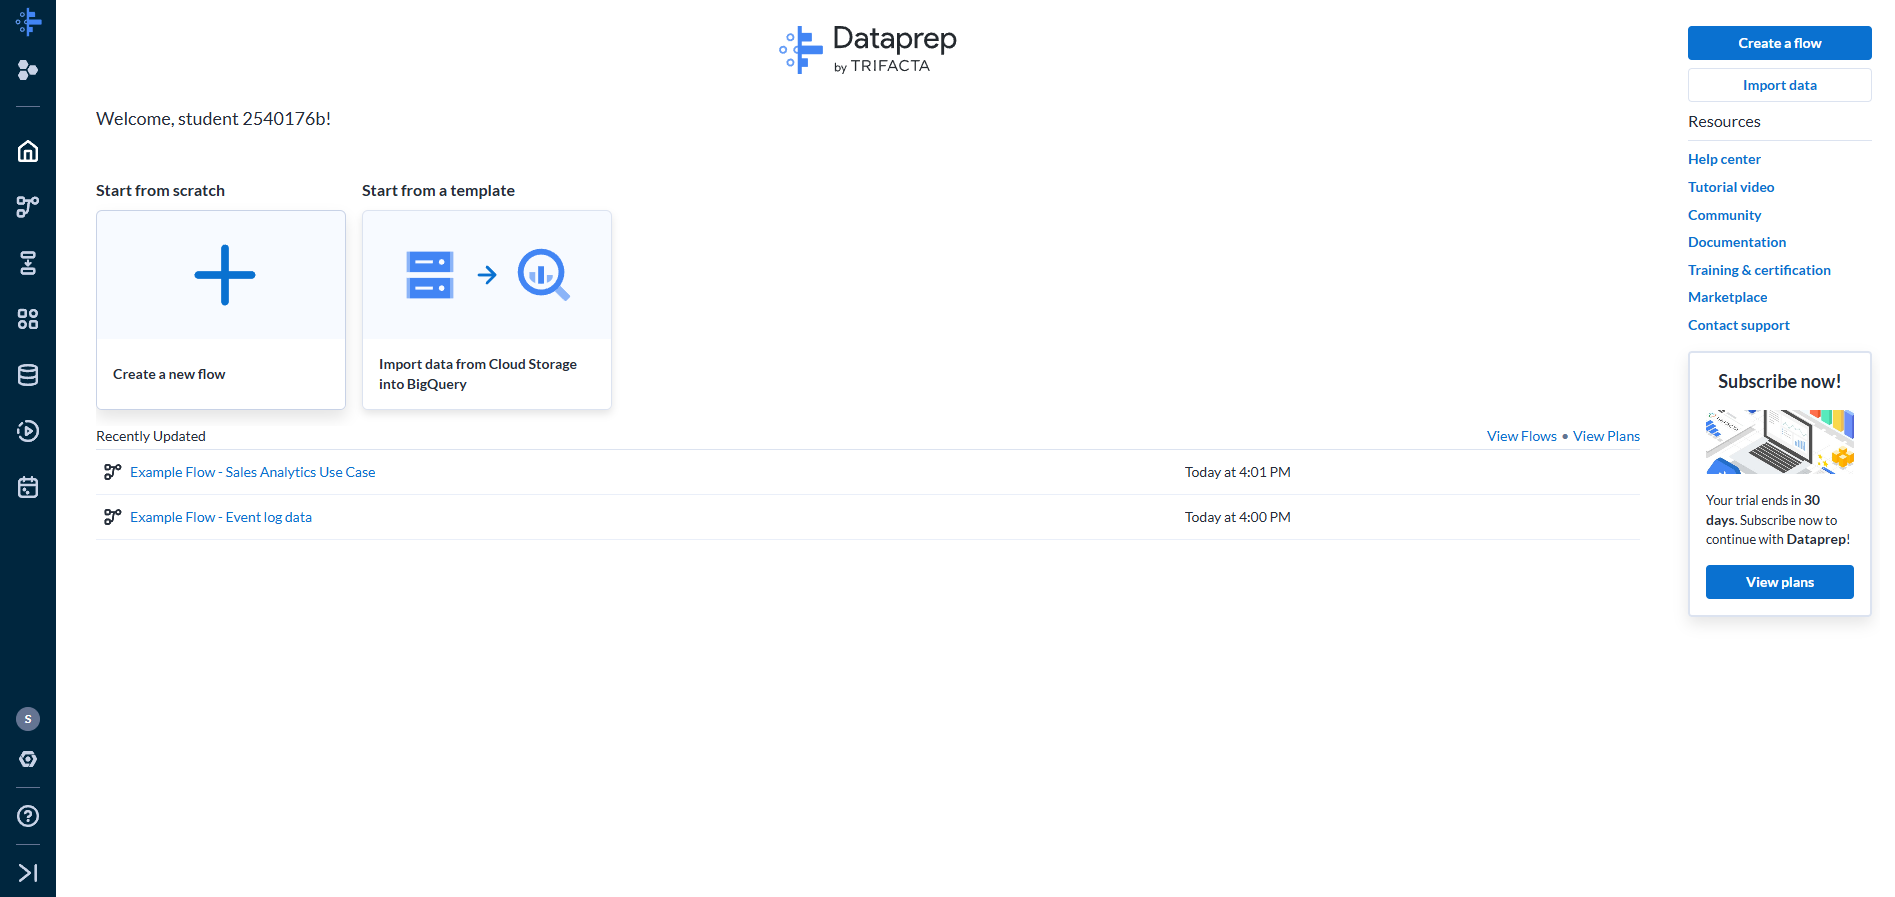 Dataprep
by TRIFACTA
Welcome, student 2540176b!
Start from scratch
Start from a template
Create a new flow
Import data from Cloud Storage
into BigQuery
Recently Updated
View Flows • View Plans
Example Flow - Sales Analytics Use Case
Today at 4:01 PM
Example Flow - Event log data
Today at 4:00 PM
Create a flow
Import data
Resources
Help center
Tutorial video
Community
Documentation
Training & certification
Marketplace
Contact support
Subscribe now!
TRIFACTA
Your trial ends in 30
days. Subscribe now to
continue with Dataprep!
View plans
S